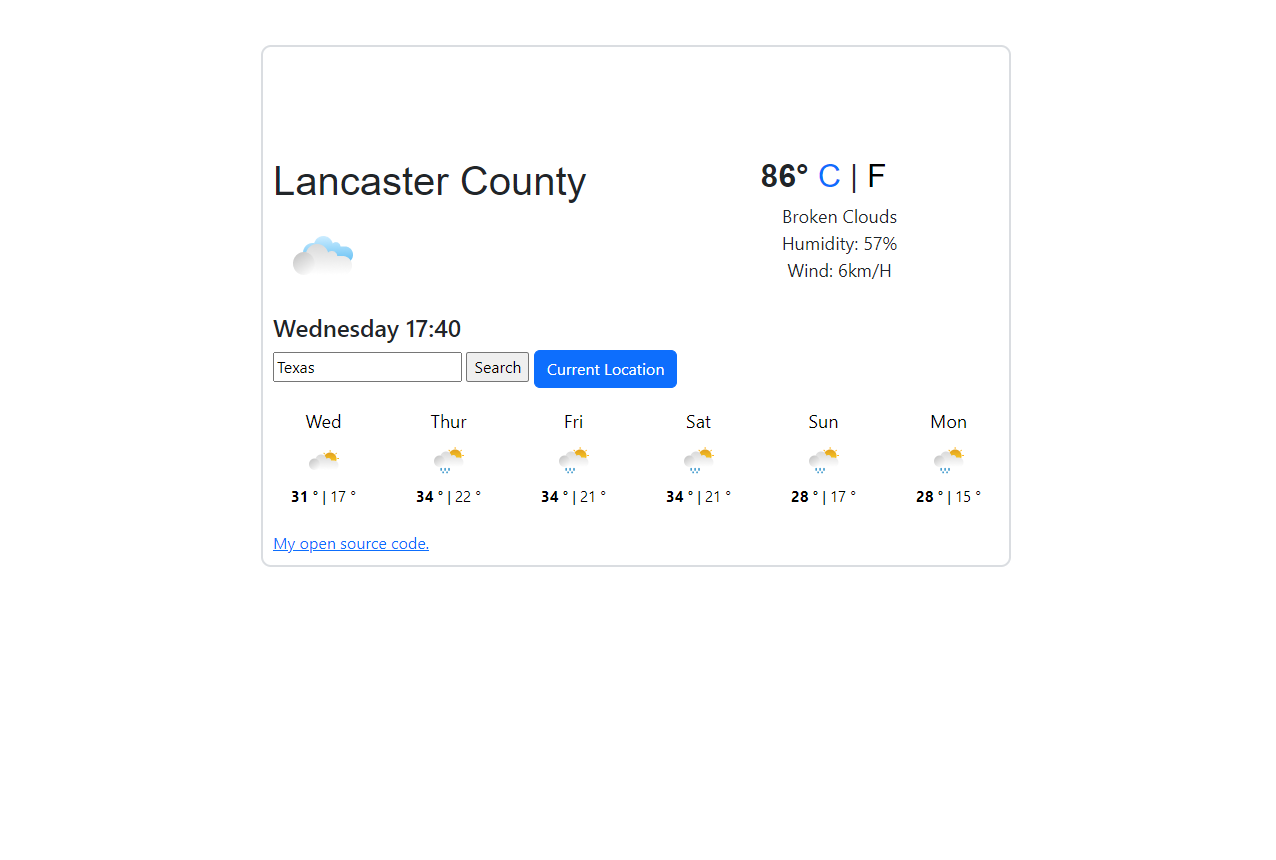 Lancaster County
86° C | F
Broken Clouds
Humidity: 57%
Wind: 6km/H
Wednesday 17:40
Texas Search Current Location
Wed Thur Fri Sat Sun Mon
31 ° | 17 ° 34 ° | 22 ° 34 ° | 21 ° 34 ° | 21 ° 28 ° | 17 ° 28 ° | 15 °
My open source code.